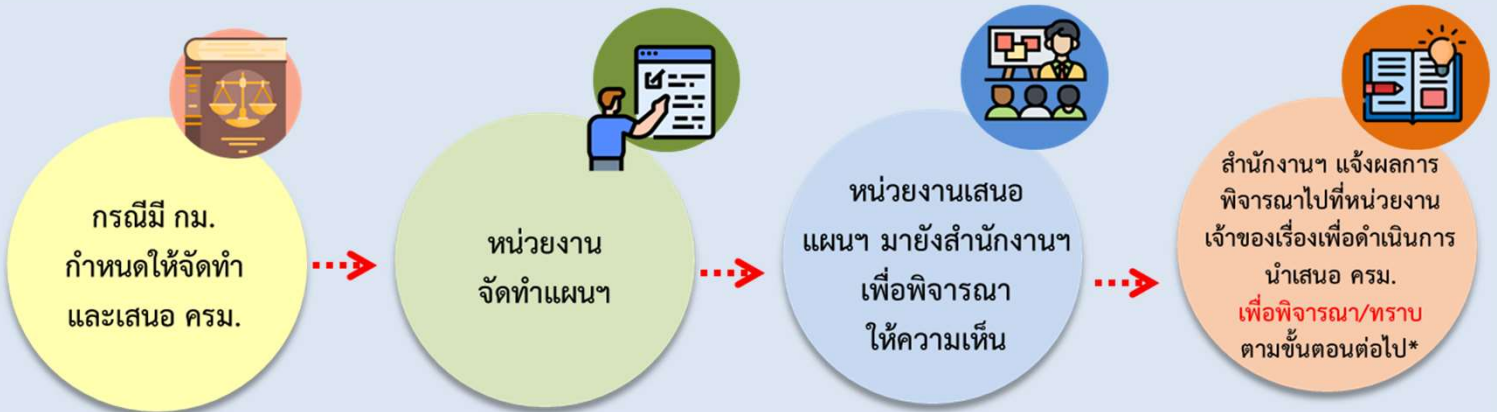 กรณีมี กม.
กำหนดให้จัดทำ
และเสนอ ครม.
หน่วยงาน
จัดทำแผนฯ
หน่วยงานเสนอ
แผนฯ มายังสำนักงานฯ
เพื่อพิจารณา
ให้ความเห็น
สำนักงานฯ แจ้งผลการ
พิจารณาไปที่หน่วยงาน
เจ้าของเรื่องเพื่อดำเนินการ
นำเสนอ ครม.
เพื่อพิจารณา/ทราบ
ตามขั้นตอนต่อไป*